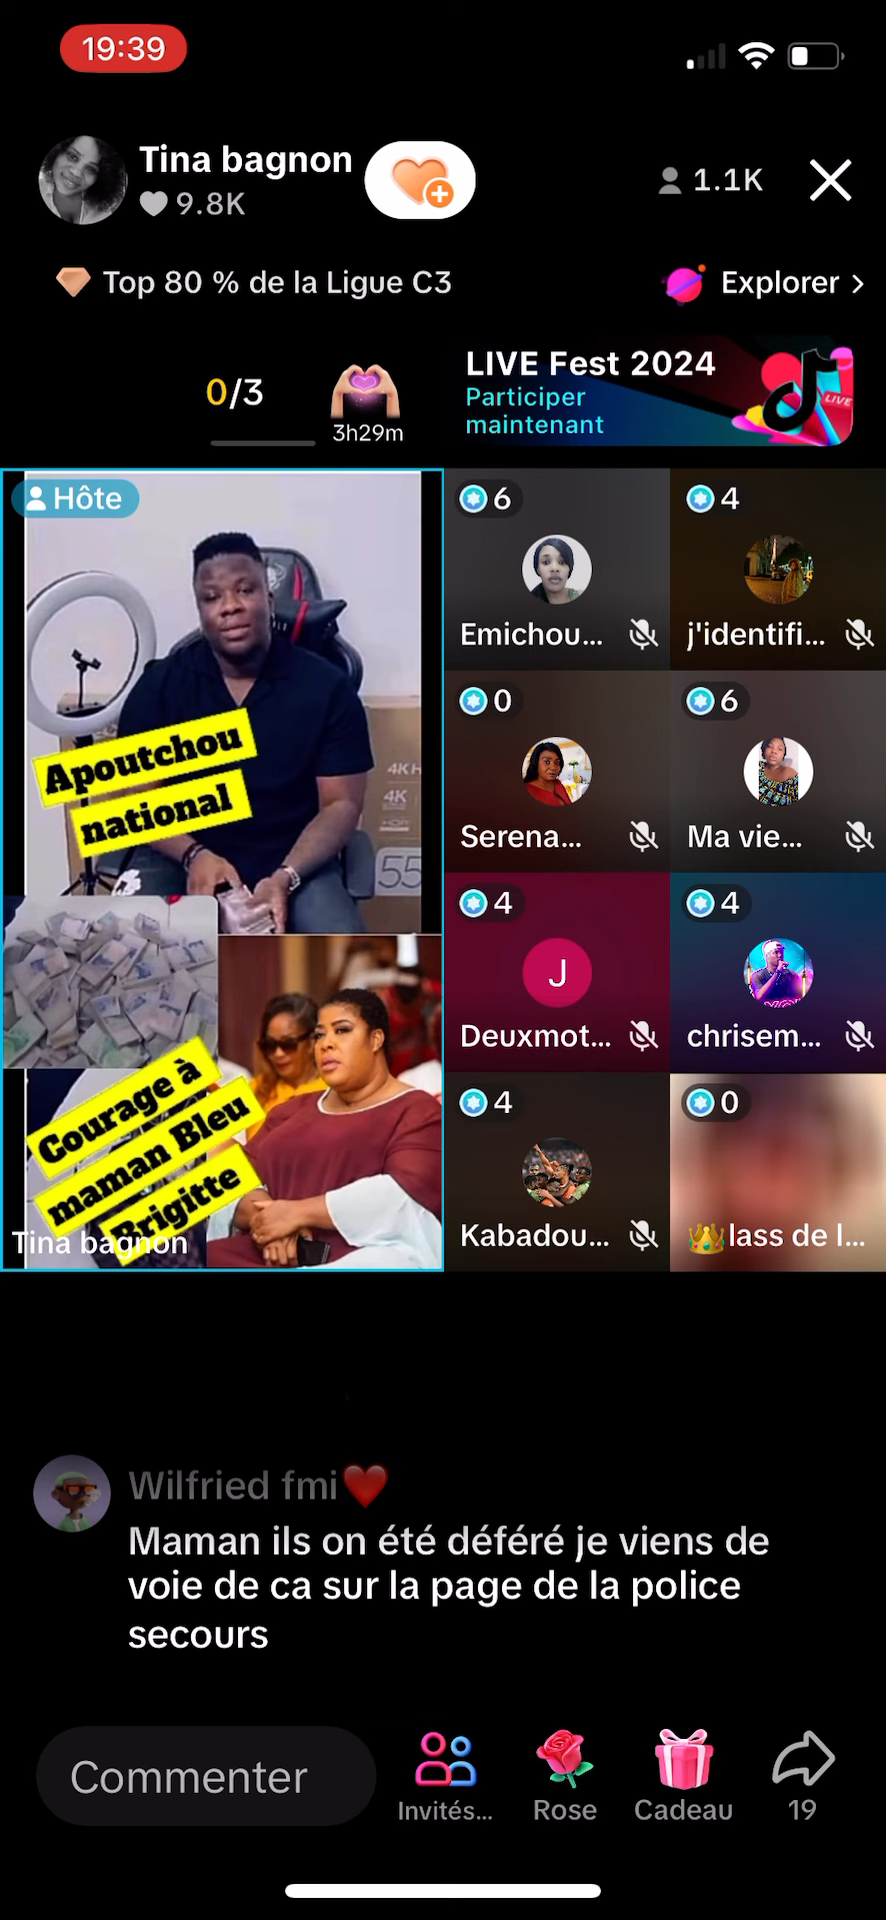 19:39
Tina bagnon
9.8K
1.1K
Top 80 % de la Ligue C3
Explorer >
0/3
3h29m
LIVE Fest 2024
Participer
maintenant
LIVE
Hôte
Apoutchou
national
4K
4K
HDR
55
Courage à
maman Bleu
Brigitte
Tina bagnon
6
Emichou...
4
j'identifi...
0
Serena...
6
Ma vie...
4
J
Deuxmot...
4
chrisem...
4
Kabadou...
0
lass de l...
Wilfried fmi
Maman ils on été déféré je viens de
voie de ca sur la page de la police
secours
Commenter
Invités...
Rose
Cadeau
19